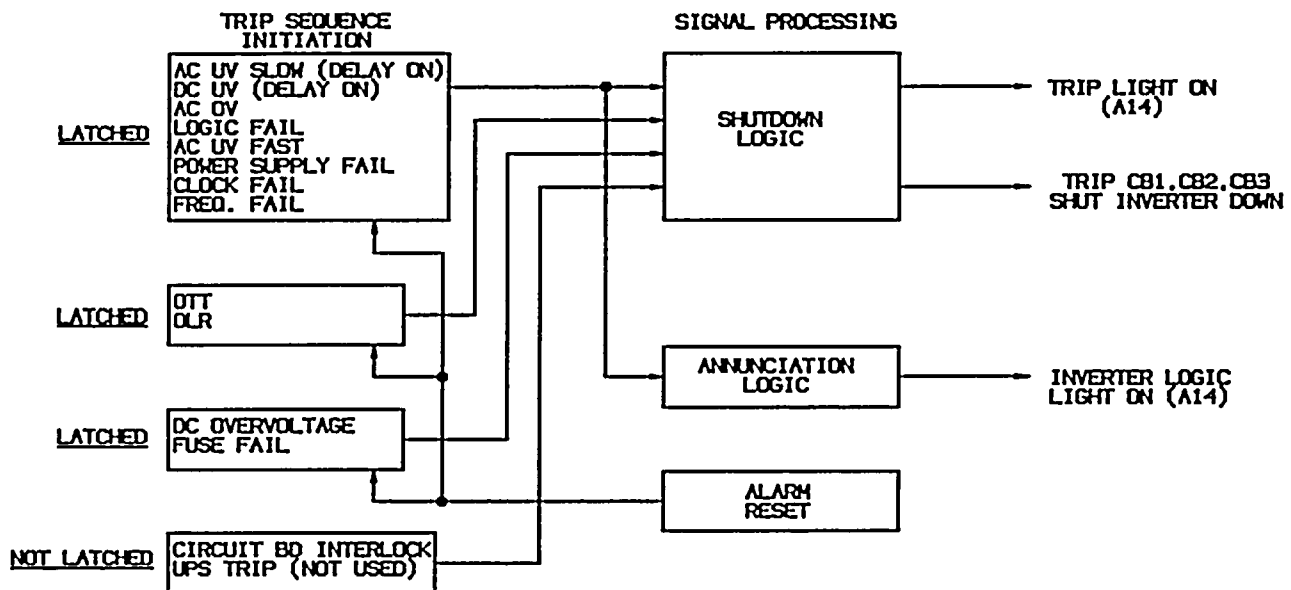 TRIP SEQUENCE
INITIATION
SIGNAL PROCESSING
LATCHED
AC UV SLOW (DELAY ON)
DC UV (DELAY ON)
AC OV
LOGIC FAIL
AC UV FAST
POWER SUPPLY FAIL
CLOCK FAIL
FREQ. FAIL
SHUTDOWN
LOGIC
TRIP LIGHT ON
(A14)
TRIP CB1,CB2,CB3
SHUT INVERTER DOWN
LATCHED
OTT
OLR
ANNUNCIATION
LOGIC
INVERTER LOGIC
LIGHT ON (A14)
LATCHED
DC OVERVOLTAGE
FUSE FAIL
ALARM
RESET
NOT LATCHED
CIRCUIT BD INTERLOCK
UPS TRIP (NOT USED)